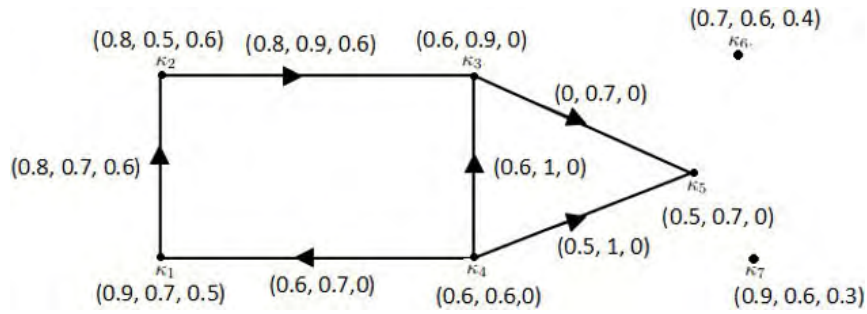 (0.7, 0.6, 0.4)
κ6
(0.8, 0.5, 0.6)
κ2
(0.8, 0.9, 0.6)
(0.6, 0.9, 0)
κ3
(0, 0.7, 0)
(0.8, 0.7, 0.6)
(0.6, 1, 0)
κ5
(0.5, 0.7, 0)
(0.5, 1, 0)
κ1
(0.9, 0.7, 0.5)
(0.6, 0.7,0)
κ4
(0.6, 0.6,0)
κ7
(0.9, 0.6, 0.3)